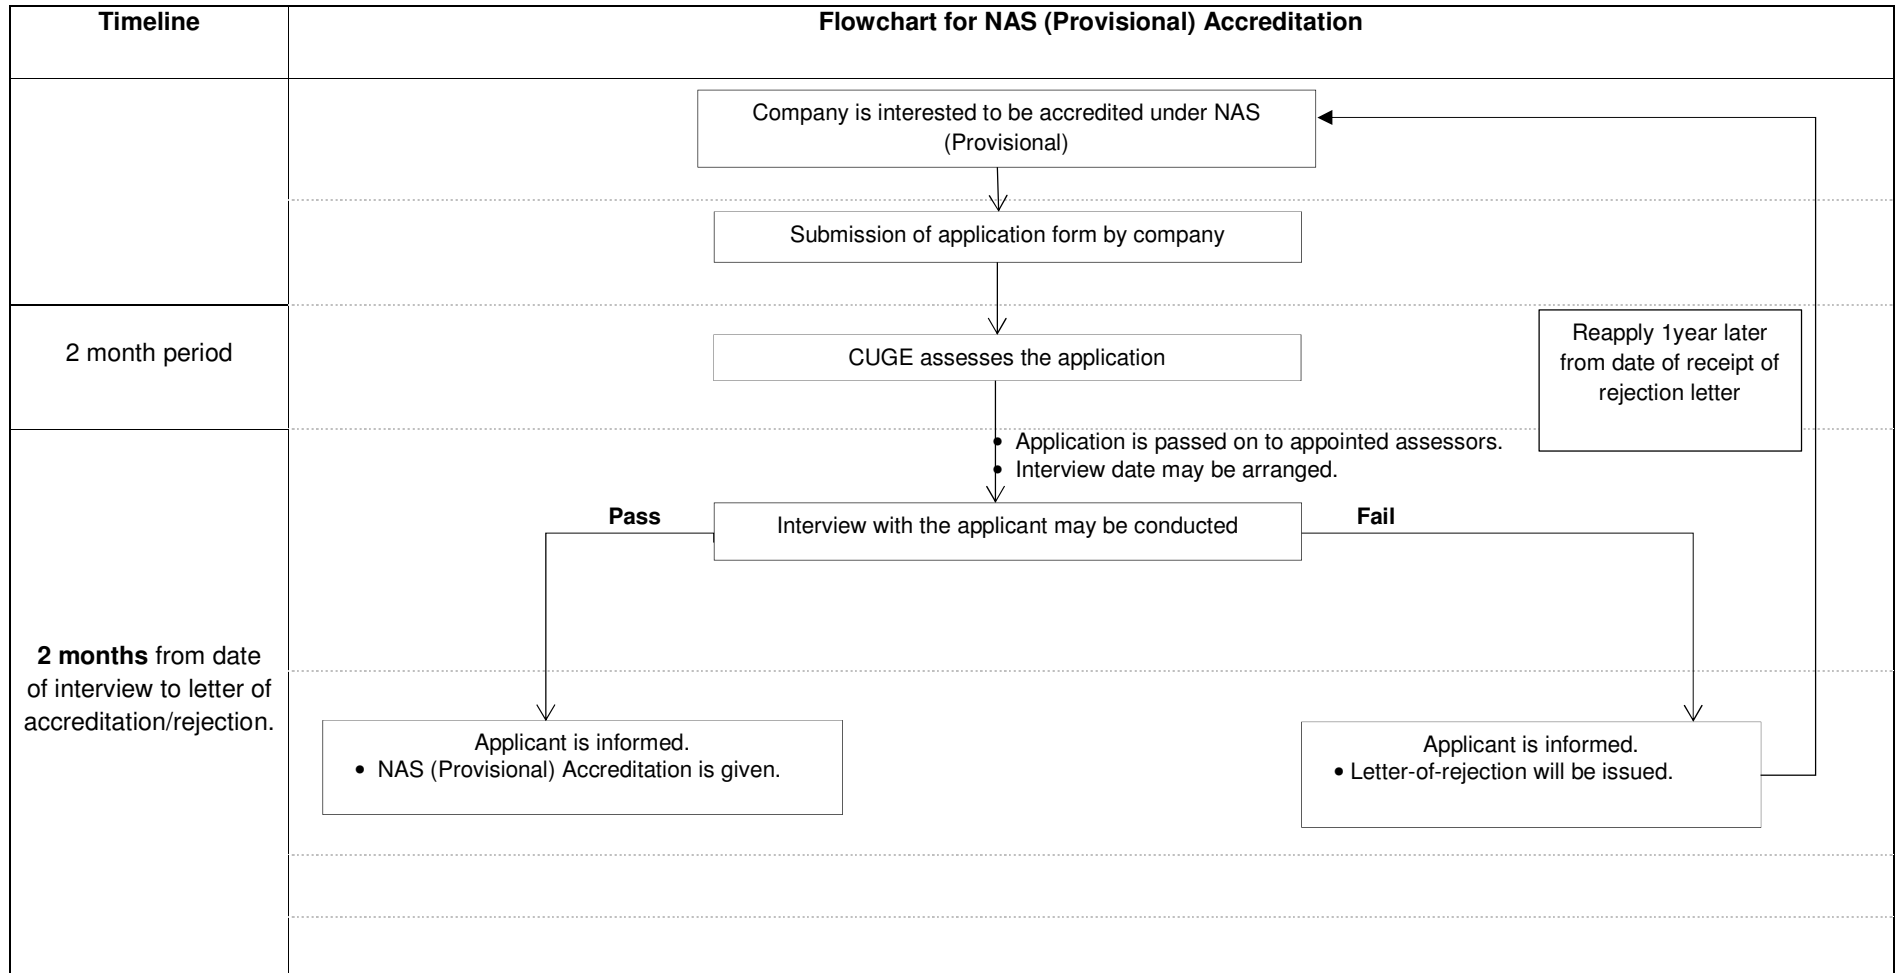 Timeline
Flowchart for NAS (Provisional) Accreditation
Company is interested to be accredited under NAS
(Provisional)
Submission of application form by company
2 month period
CUGE assesses the application
Reapply 1year later
from date of receipt of
rejection letter
• Application is passed on to appointed assessors.
• Interview date may be arranged.
Pass
Interview with the applicant may be conducted
Fail
2 months from date
of interview to letter of
accreditation/rejection.
Applicant is informed.
• NAS (Provisional) Accreditation is given.
Applicant is informed.
• Letter-of-rejection will be issued.